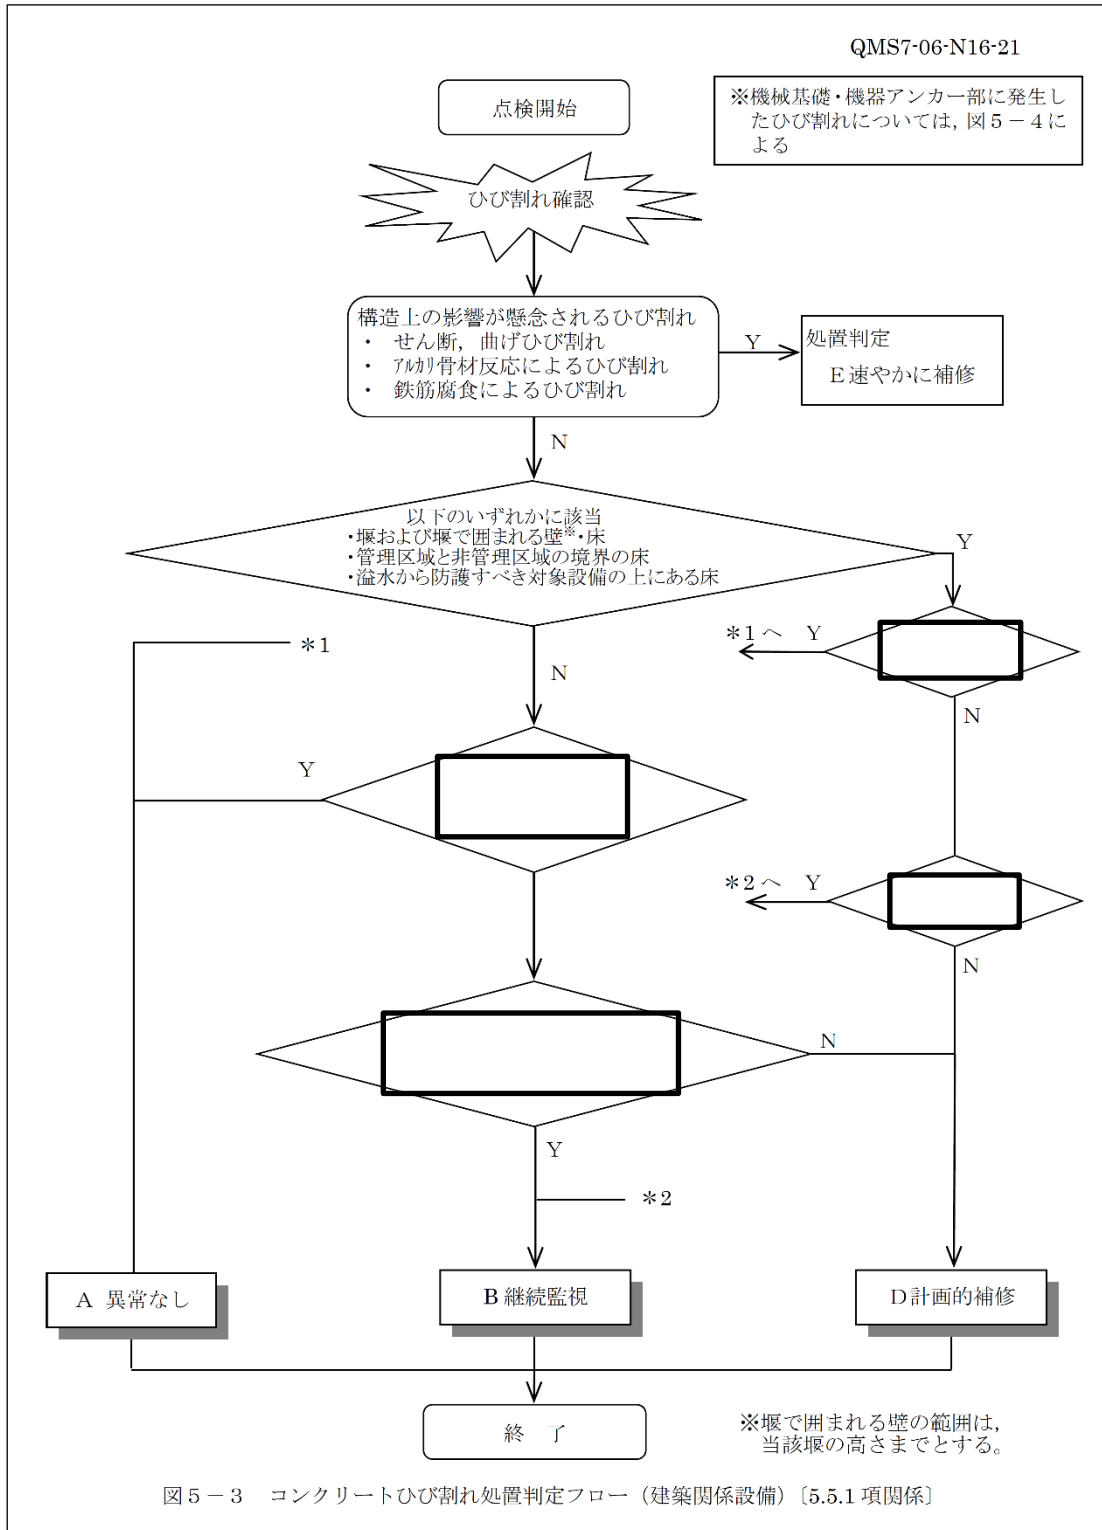 QMS7-06-N16-21
点検開始
※機械基礎・機器アンカー部に発生し
たひび割れについては,図5-4に
よる
ひび割れ確認
構造上の影響が懸念されるひび割れ
・ せん断,曲げひび割れ
・ アルカリ骨材反応によるひび割れ
・ 鉄筋腐食によるひび割れ
Y
処置判定
E速やかに補修
N
以下のいずれかに該当
・堰および堰で囲まれる壁※・床
・管理区域と非管理区域の境界の床
・溢水から防護すべき対象設備の上にある床
Y
*1
*1へ Y
N
N
Y
*2へ Y
N
N
Y
*2
A 異常なし
B継続監視
D計画的補修
終 了
※堰で囲まれる壁の範囲は,
当該堰の高さまでとする。
図5-3 コンクリートひび割れ処置判定フロー(建築関係設備)〔5.5.1項関係〕